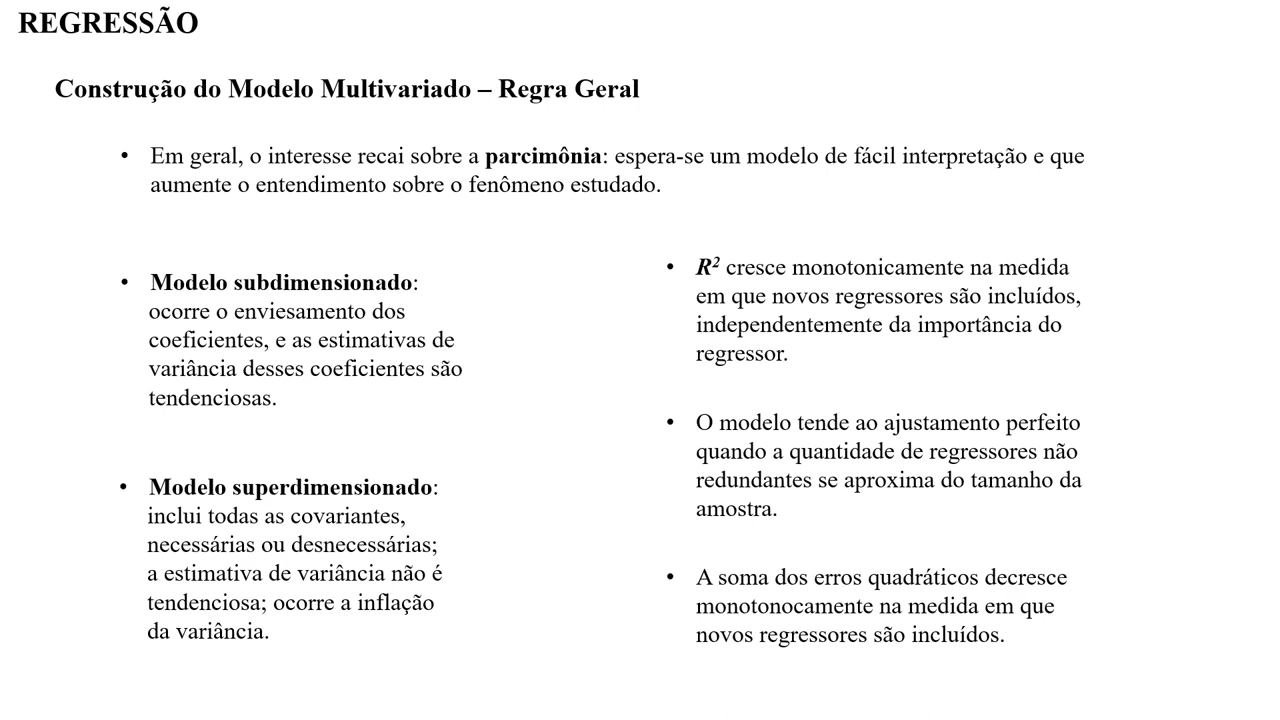 REGRESSÃO
Construção do Modelo Multivariado – Regra Geral
• Em geral, o interesse recai sobre a parcimônia: espera-se um modelo de fácil interpretação e que
aumente o entendimento sobre o fenômeno estudado.
• Modelo subdimensionado:
ocorre o enviesamento dos
coeficientes, e as estimativas de
variância desses coeficientes são
tendenciosas.
• Modelo superdimensionado:
inclui todas as covariantes,
necessárias ou desnecessárias;
a estimativa de variância não é
tendenciosa; ocorre a inflação
da variância.
• R² cresce monotonicamente na medida
em que novos regressores são incluídos,
independentemente da importância do
regressor.
• O modelo tende ao ajustamento perfeito
quando a quantidade de regressores não
redundantes se aproxima do tamanho da
amostra.
• A soma dos erros quadráticos decresce
monotonocamente na medida em que
novos regressores são incluídos.